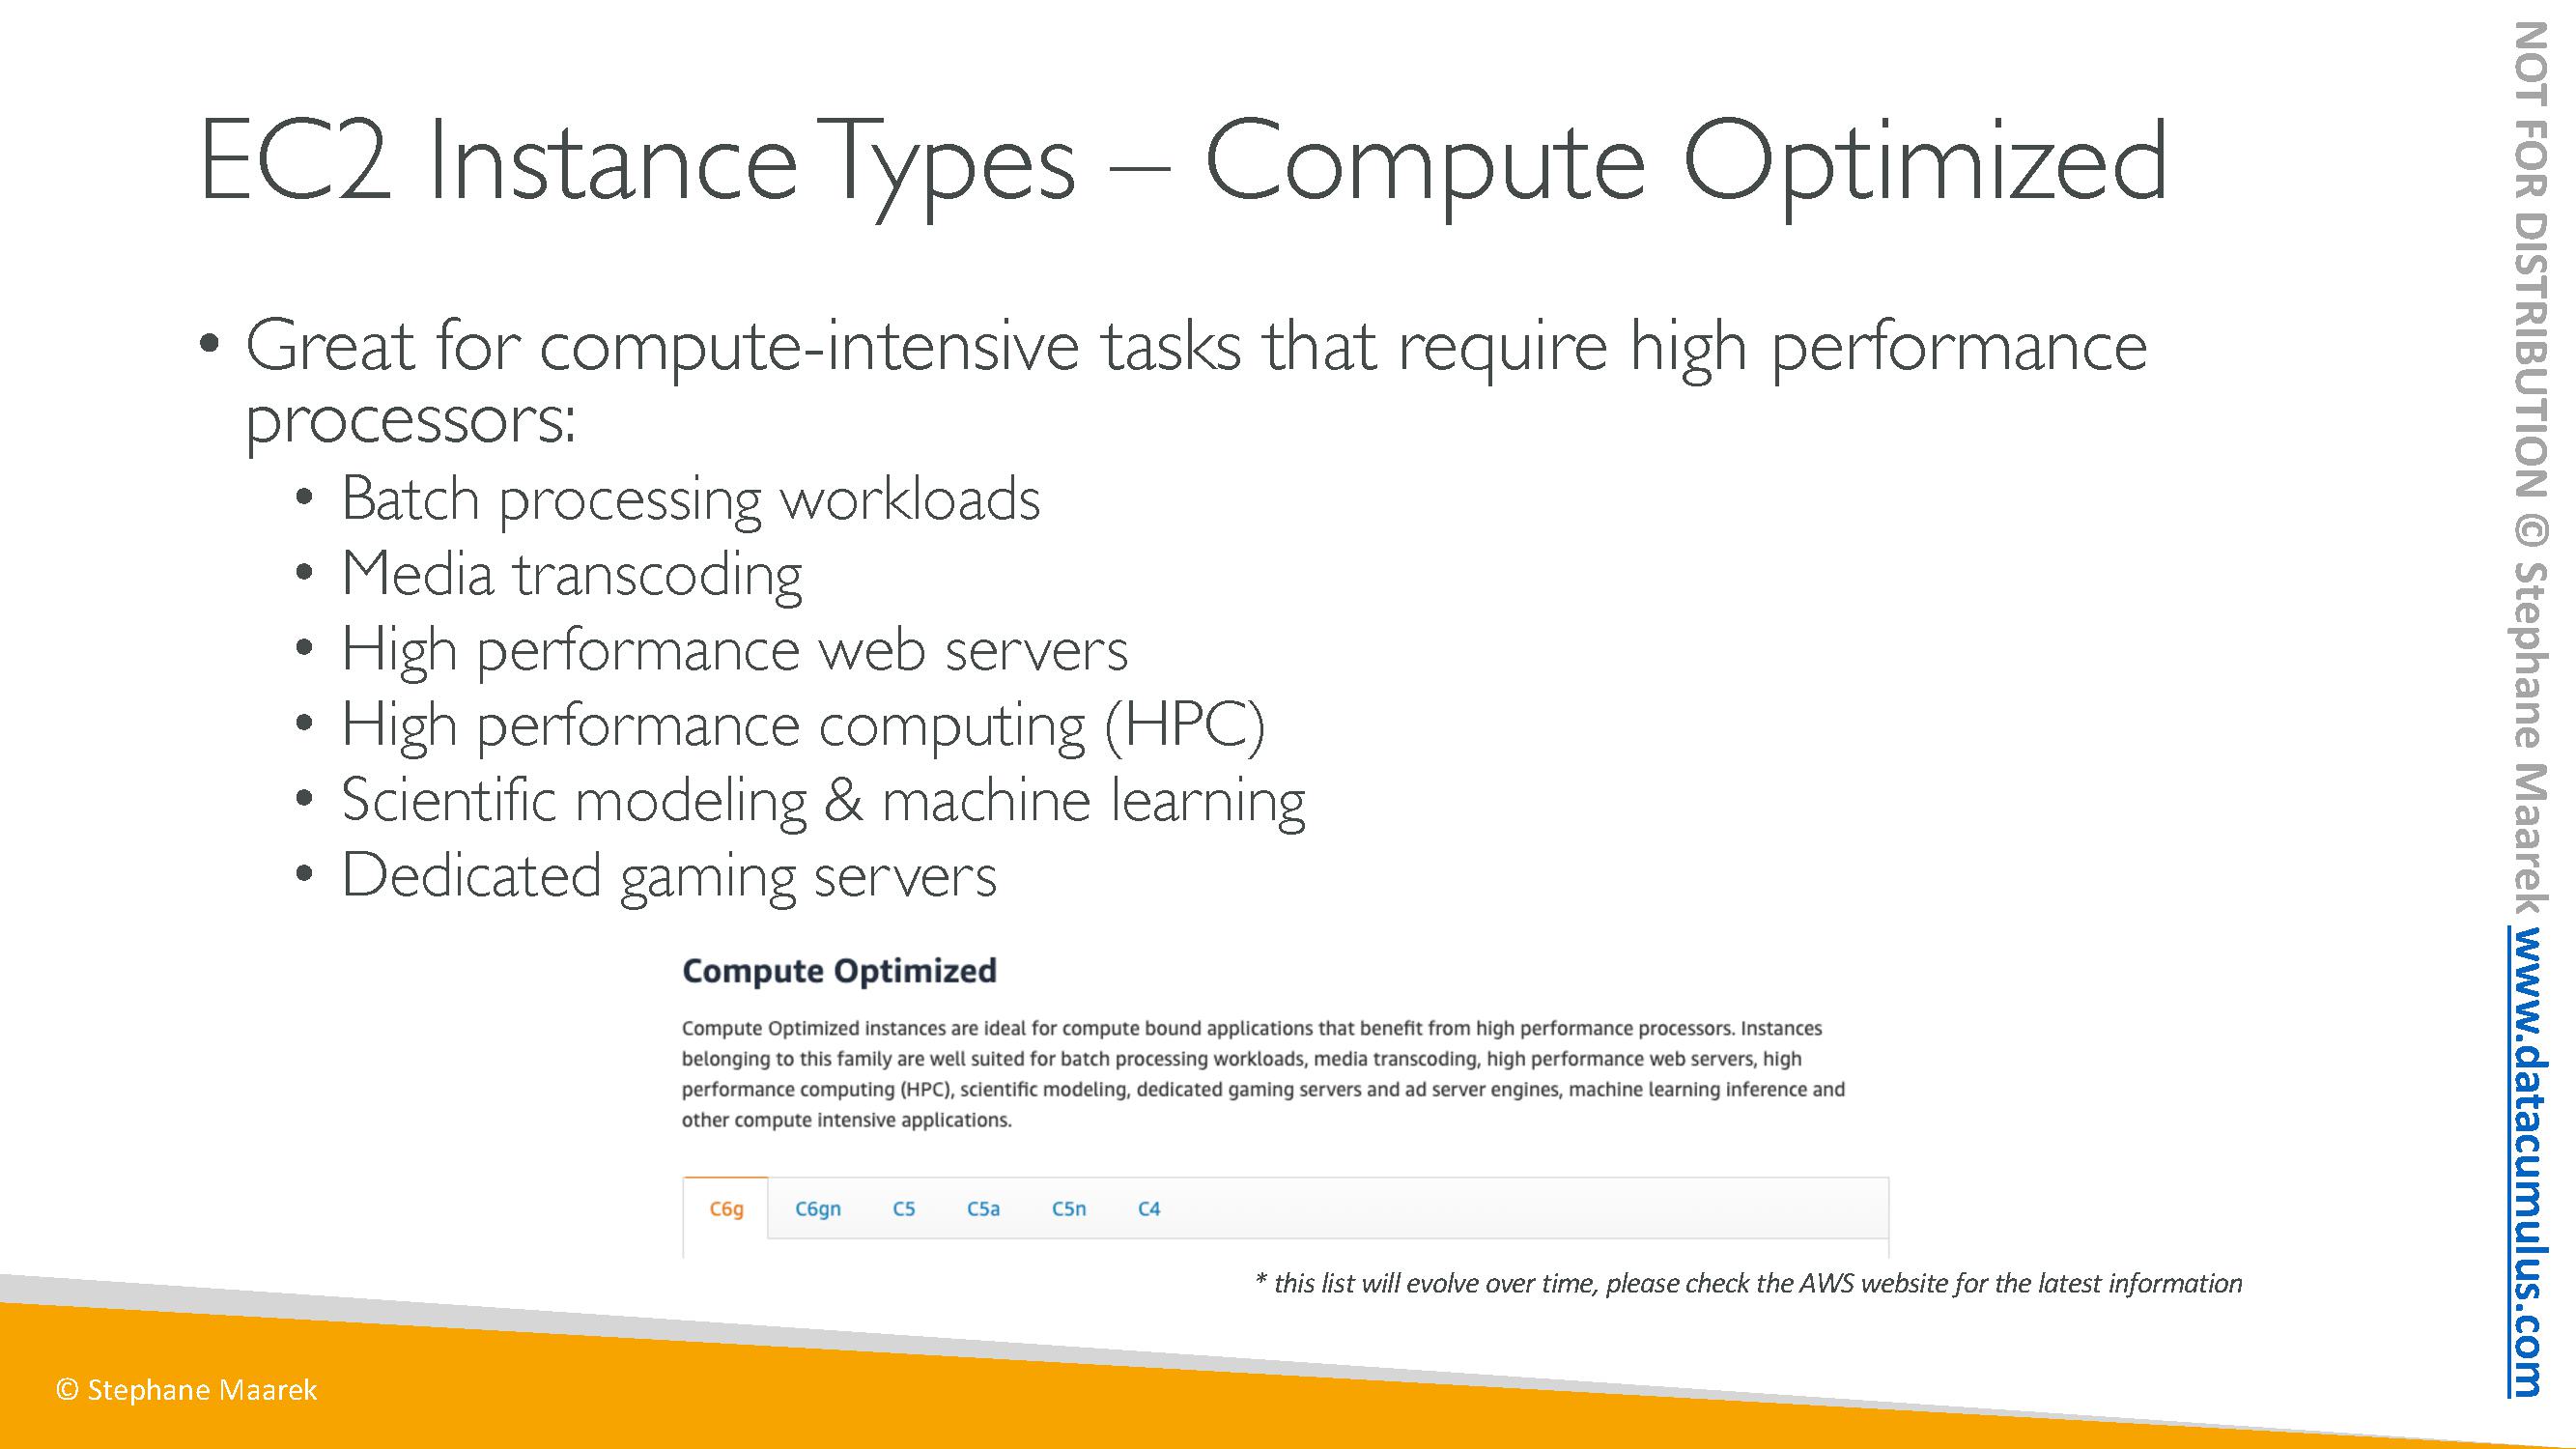 EC2 Instance Types – Compute Optimized
• Great for compute-intensive tasks that require high performance
processors:
• Batch processing workloads
• Media transcoding
• High performance web servers
• High performance computing (HPC)
• Scientific modeling & machine learning
• Dedicated gaming servers
Compute Optimized
Compute Optimized instances are ideal for compute bound applications that benefit from high performance processors. Instances
belonging to this family are well suited for batch processing workloads, media transcoding, high performance web servers, high
performance computing (HPC), scientific modeling, dedicated gaming servers and ad server engines, machine learning inference and
other compute intensive applications.
C6g C6gn C5 C5a C5n C4
* this list will evolve over time, please check the AWS website for the latest information
© Stephane Maarek
NOT FOR DISTRIBUTION © Stephane Maarek www.datacumulus.com